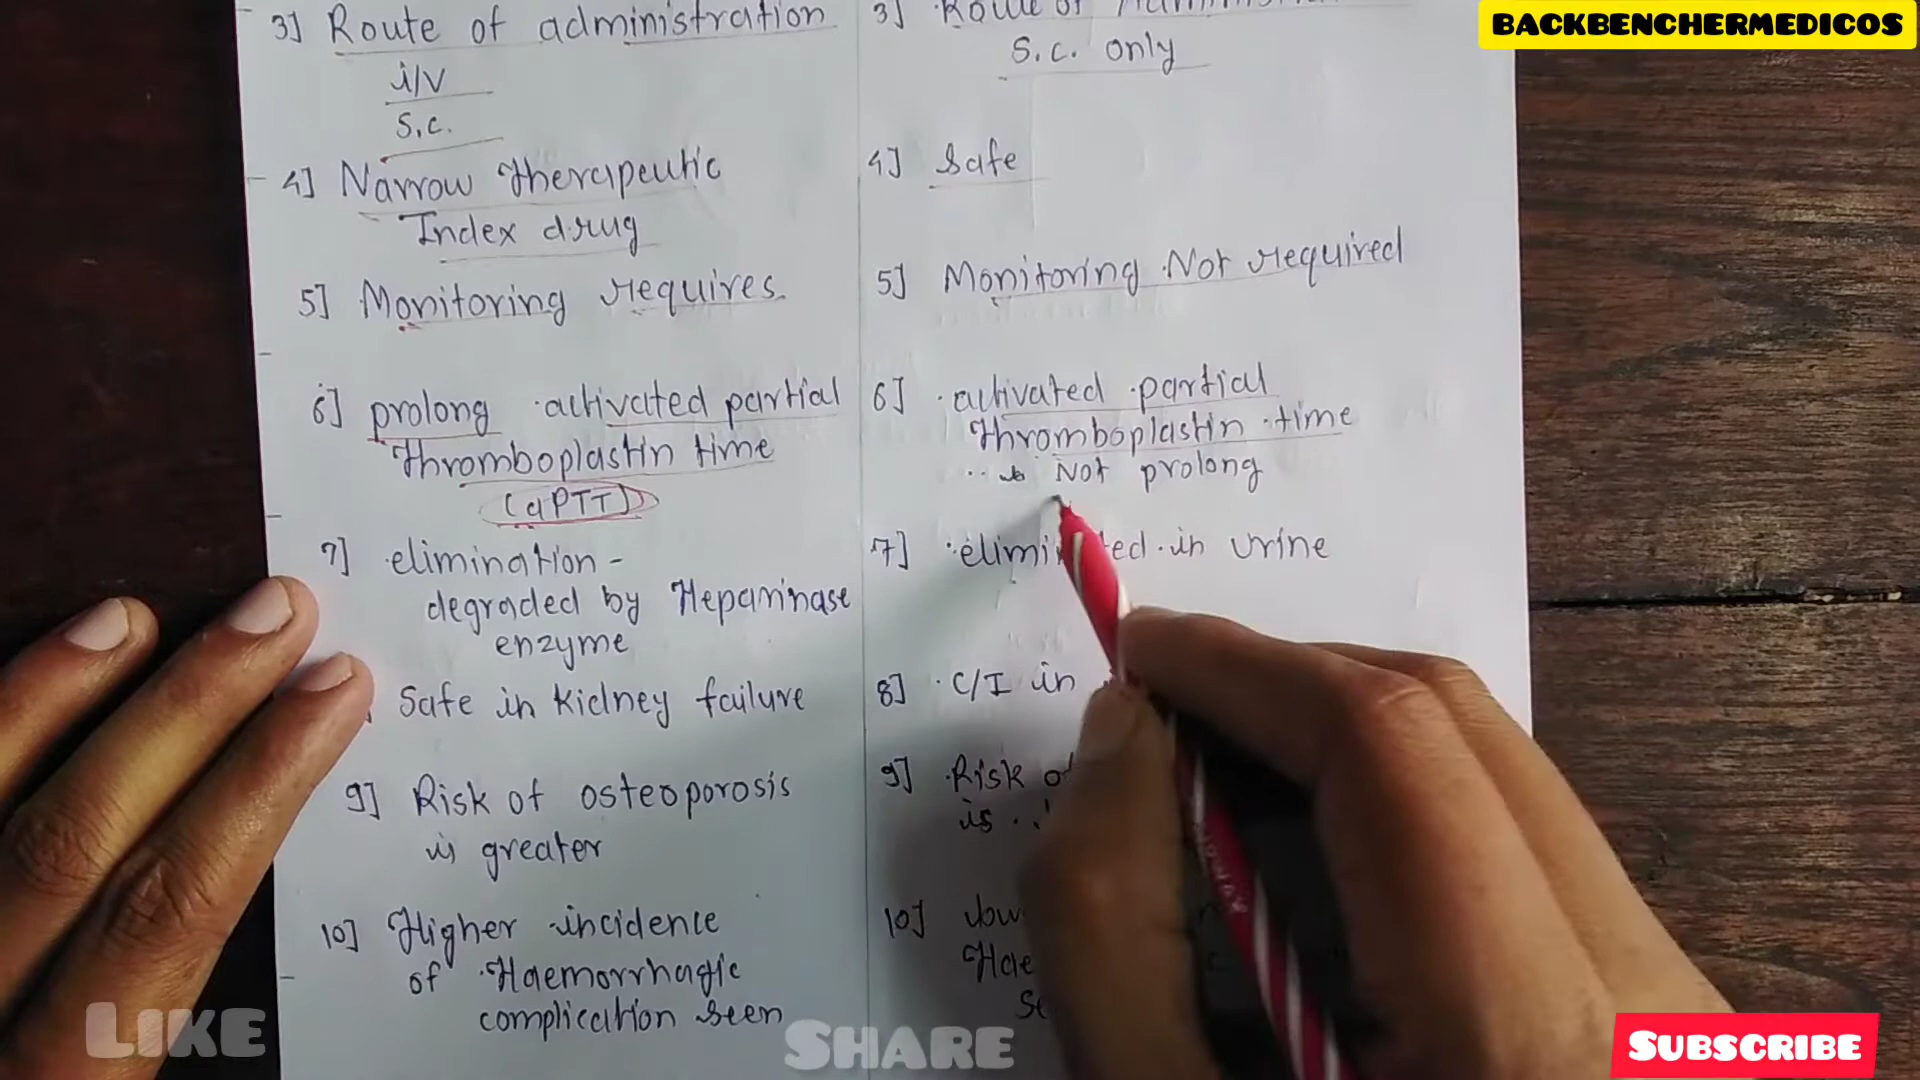 BACKBENCHERMEDICOS
3] Route of administration
i/v
S.C.
4] Narrow Therapeutic
Index drug
5] Monitoring requires
6] prolong activated partial
Thromboplastin time
(aPTT)
7] elimination -
degraded by Heparinase
enzyme
Safe in Kidney failure
9] Risk of osteoporosis
is greater
10] Higher incidence
of Haemorrhagic
complication seen
3] Route of
S.C. only
4] Safe
5] Monitoring Not required
6] activated partial
Thromboplastin time
Not prolong
7] in urine
8] C/I in
9] Risk of
is
10]
LIKE
SHARE
SUBSCRIBE